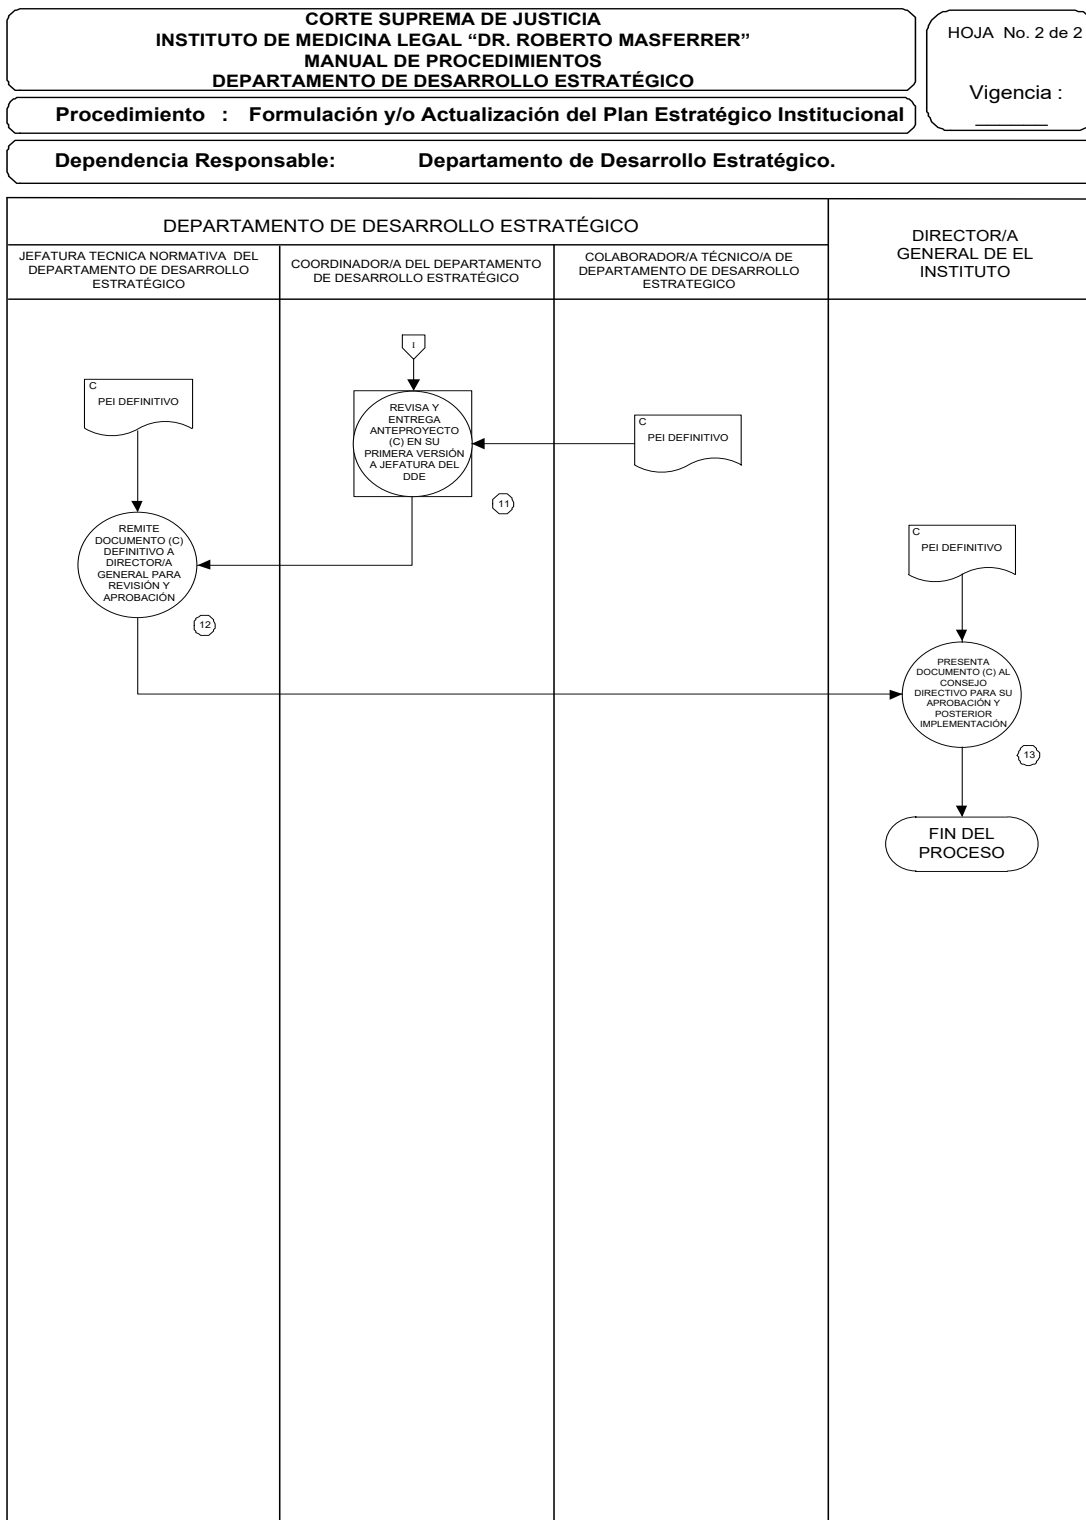 CORTE SUPREMA DE JUSTICIA
INSTITUTO DE MEDICINA LEGAL “DR. ROBERTO MASFERRER”
MANUAL DE PROCEDIMIENTOS
DEPARTAMENTO DE DESARROLLO ESTRATÉGICO
HOJA No. 2 de 2
Vigencia :
Procedimiento : Formulación y/o Actualización del Plan Estratégico Institucional
Dependencia Responsable: Departamento de Desarrollo Estratégico.
DEPARTAMENTO DE DESARROLLO ESTRATÉGICO
DIRECTOR/A
GENERAL DE EL
INSTITUTO
JEFATURA TECNICA NORMATIVA DEL
DEPARTAMENTO DE DESARROLLO
ESTRATÉGICO
COORDINADOR/A DEL DEPARTAMENTO
DE DESARROLLO ESTRATÉGICO
COLABORADOR/A TÉCNICO/A DE
DEPARTAMENTO DE DESARROLLO
ESTRATEGICO
I
C
PEI DEFINITIVO
REVISA Y
ENTREGA
ANTEPROYECTO
(C) EN SU
PRIMERA VERSIÓN
A JEFATURA DEL
DDE
11
C
PEI DEFINITIVO
REMITE
DOCUMENTO (C)
DEFINITIVO A
DIRECTOR/A
GENERAL PARA
REVISIÓN Y
APROBACIÓN
12
C
PEI DEFINITIVO
PRESENTA
DOCUMENTO (C) AL
CONSEJO
DIRECTIVO PARA SU
APROBACIÓN Y
POSTERIOR
IMPLEMENTACIÓN
13
FIN DEL
PROCESO